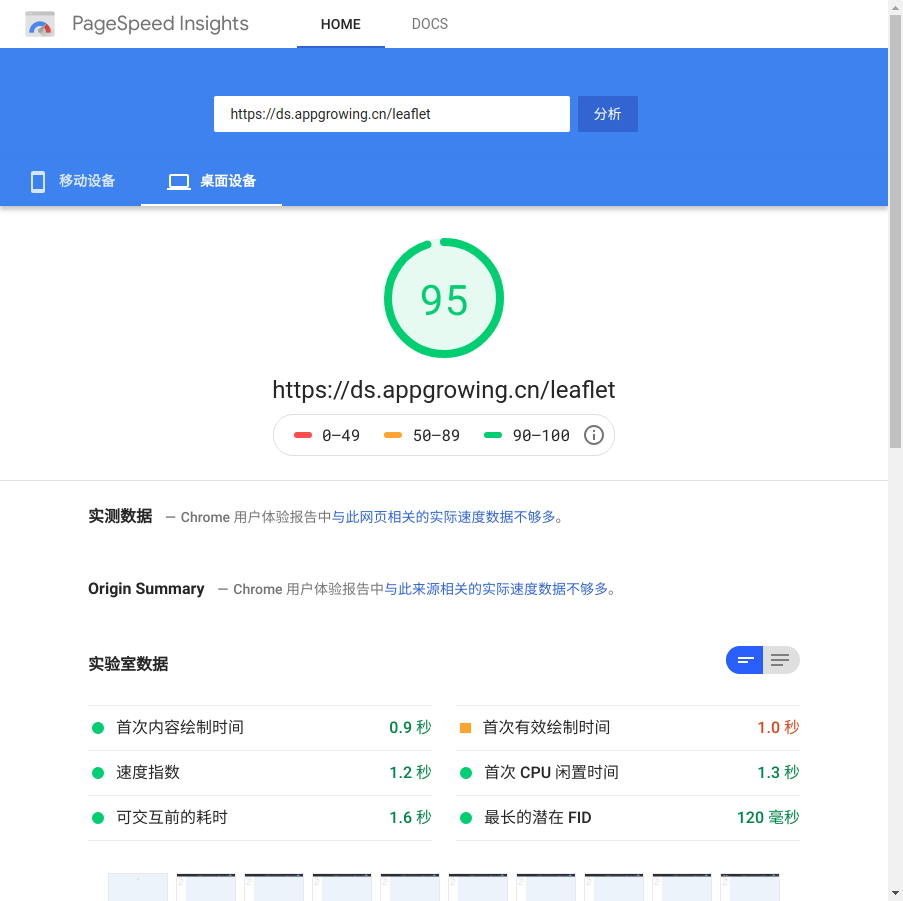 PageSpeed Insights HOME DOCS
https://ds.appgrowing.cn/leaflet 分析
移动设备 桌面设备
95
https://ds.appgrowing.cn/leaflet
0–49 50–89 90–100
实测数据 — Chrome 用户体验报告中与此网页相关的实际速度数据不够多。
Origin Summary — Chrome 用户体验报告中与此来源相关的实际速度数据不够多。
实验室数据
首次内容绘制时间 0.9 秒 首次有效绘制时间 1.0 秒
速度指数 1.2 秒 首次 CPU 闲置时间 1.3 秒
可交互前的耗时 1.6 秒 最长的潜在 FID 120 毫秒